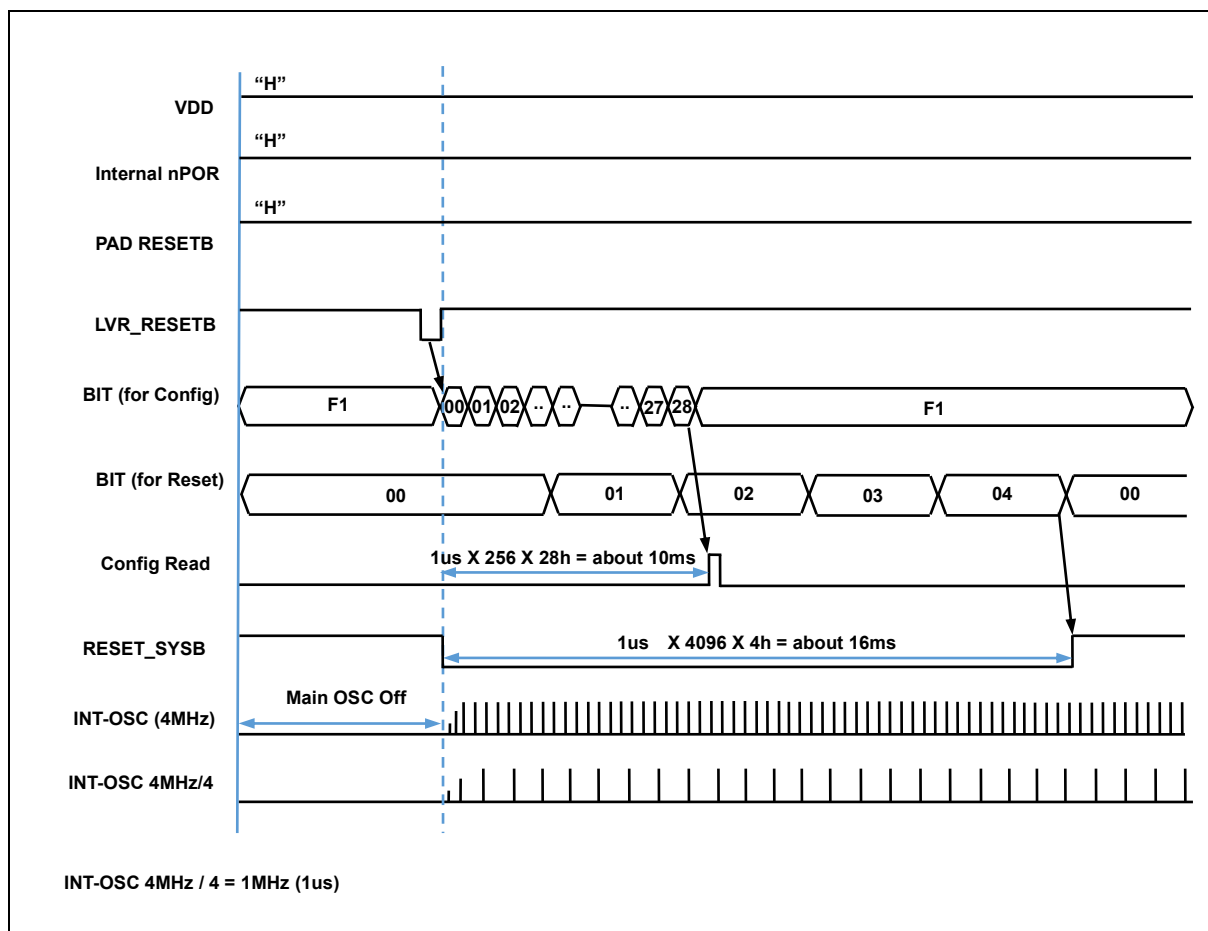 “H”
VDD
“H”
Internal nPOR
“H”
PAD RESETB
LVR_RESETB
BIT (for Config) F1 00 01 02 .. .. .. 27 28 F1
BIT (for Reset) 00 01 02 03 04 00
Config Read 1us X 256 X 28h = about 10ms
RESET_SYSB 1us X 4096 X 4h = about 16ms
Main OSC Off
INT-OSC (4MHz)
INT-OSC 4MHz/4
INT-OSC 4MHz / 4 = 1MHz (1us)